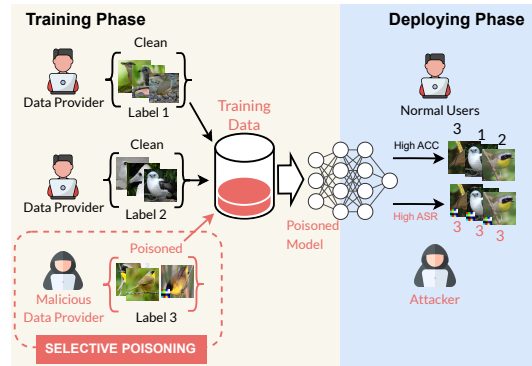 Training Phase
Deploying Phase
Clean
Data Provider
Label 1
Training
Data
Normal Users
Clean
Data Provider
Label 2
3 1 2
High ACC
High ASR
3 3 3
Poisoned
Model
Poisoned
Malicious
Data Provider
Label 3
Attacker
SELECTIVE POISONING